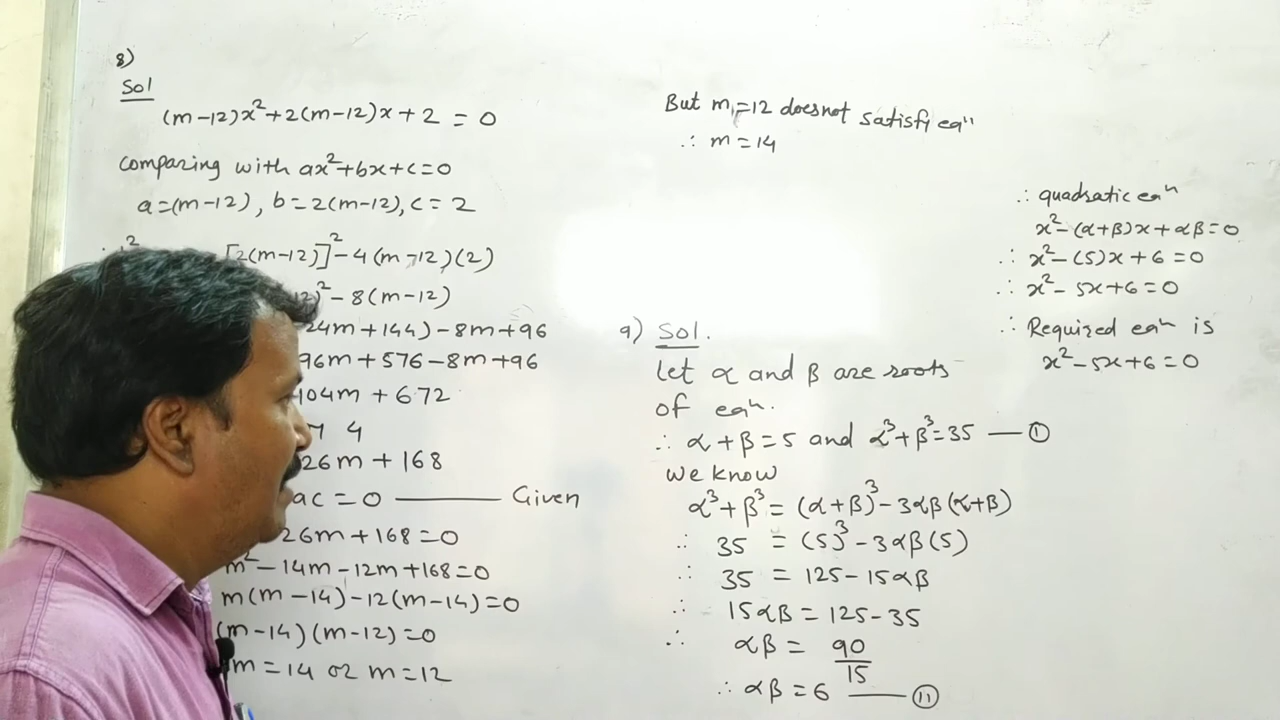 8)
Sol
(m-12)x²+2(m-12)x+2=0
comparing with ax²+bx+c=0
a=(m-12), b=2(m-12), c=2
[2(m-12)]²-4(m-12)(2)
)²-8(m-12)
24m+144)-8m+96
96m+576-8m+96
104m+672
4
26m+168
ac=0 —— Given
26m+168=0
m²-14m-12m+168=0
m(m-14)-12(m-14)=0
(m-14)(m-12)=0
m=14 or m=12
But m=12 doesnot satisfy eqⁿ
∴ m=14
9) Sol.
Let α and β are roots
of eqⁿ.
∴ α+β=5 and α³+β³=35 —— ①
we know
α³+β³=(α+β)³-3αβ(α+β)
∴ 35=(5)³-3αβ(5)
∴ 35=125-15αβ
∴ 15αβ=125-35
∴ αβ=90/15
∴ αβ=6 —— ⑪
∴ quadratic eqⁿ
x²-(α+β)x+αβ=0
∴ x²-(5)x+6=0
∴ x²-5x+6=0
∴ Required eqⁿ is
x²-5x+6=0